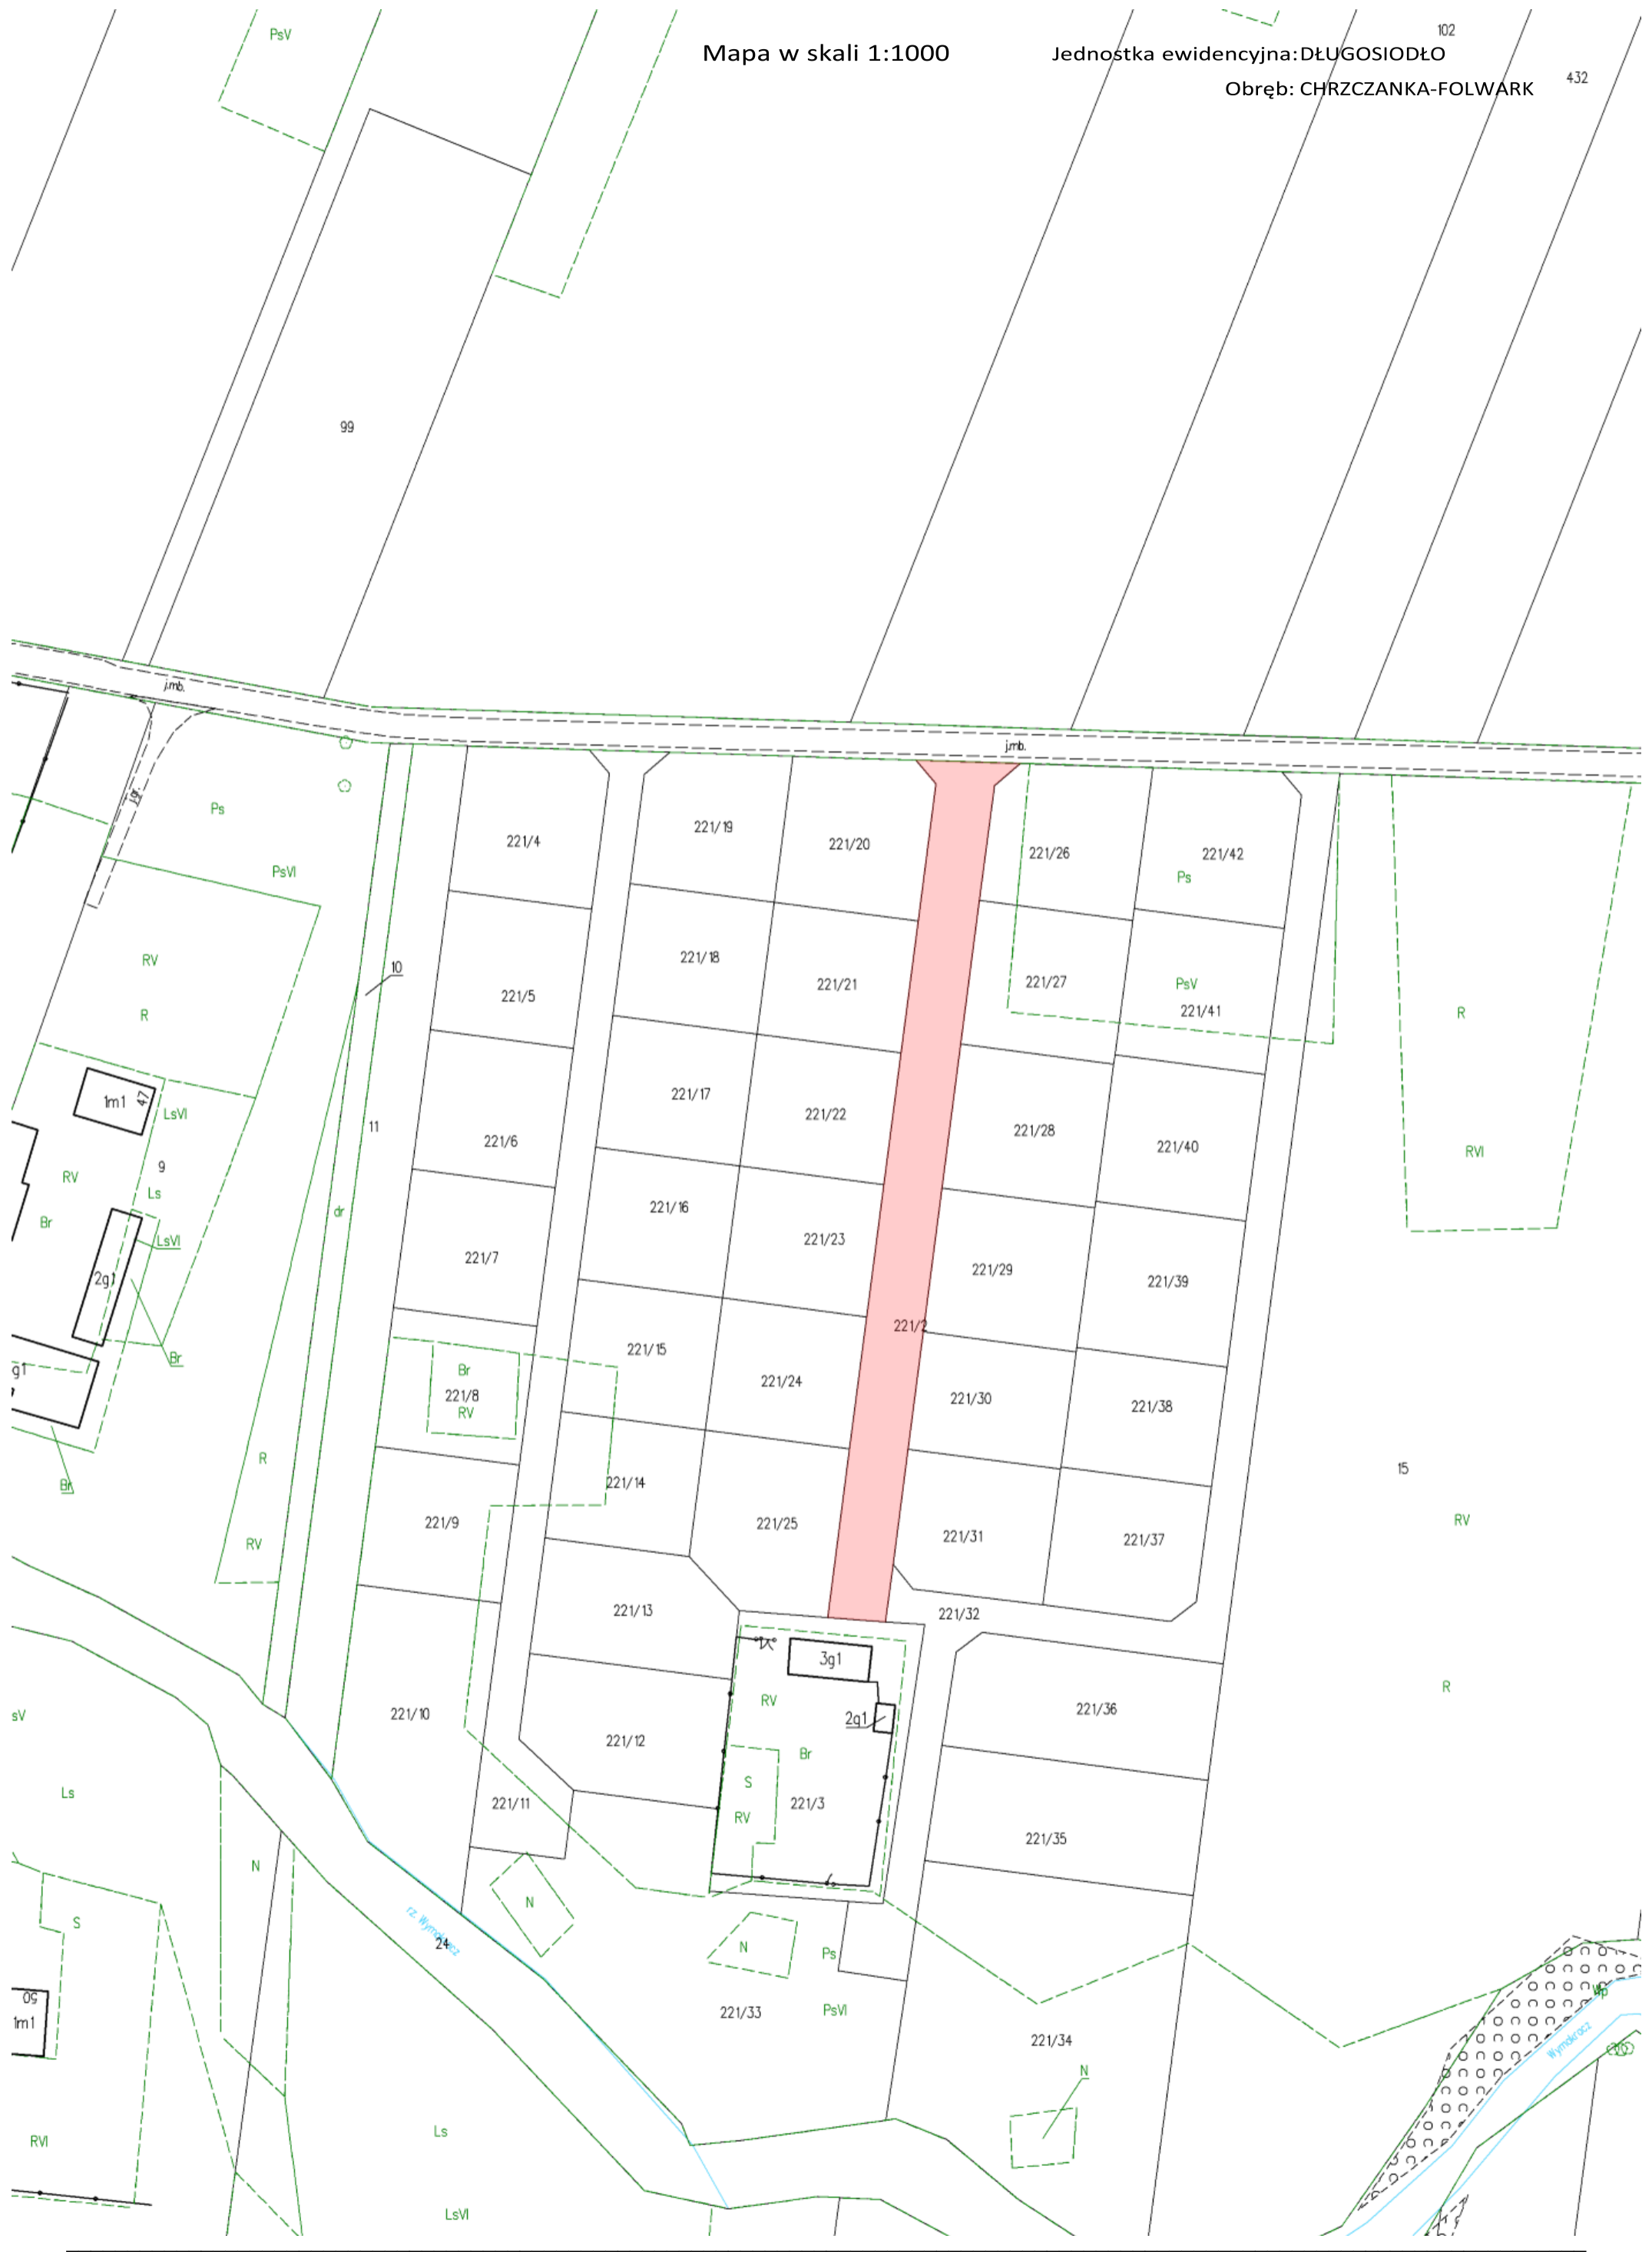 PsV
Mapa w skali 1:1000
Jednostka ewidencyjna: DŁUGOSIODŁO
102
Obręb: CHRZCZANKA-FOLWARK
432
99
j.mb.
j.mb.
j.gr.
Ps
PsVI
221/4
221/19
221/20
221/26
221/42
Ps
RV
R
10
221/5
221/18
221/21
221/27
PsV
221/41
R
1m1
47
LsVI
11
221/6
221/17
221/22
221/28
221/40
RVI
9
RV
Ls
Br
dr
LsVI
2g1
221/7
221/16
221/23
221/29
221/39
221/2
Br
g1
Br
221/8
RV
221/15
221/24
221/30
221/38
Br
R
221/14
15
RV
221/9
221/25
221/31
221/37
RV
221/13
221/32
3g1
RV
2g1
R
sV
221/10
221/12
221/36
Br
S
RV
221/3
Ls
221/11
221/35
N
N
S
rz. Wymakracz
24
N
Ps
50
1m1
221/33
PsVI
221/34
Wp
Wymakracz
N
RVI
Ls
LsVI